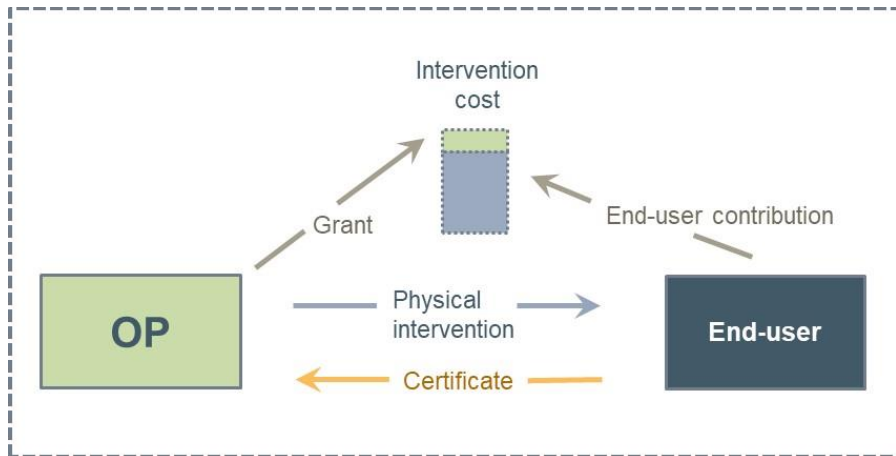 Intervention
cost
Grant
End-user contribution
OP
Physical
intervention
End-user
Certificate